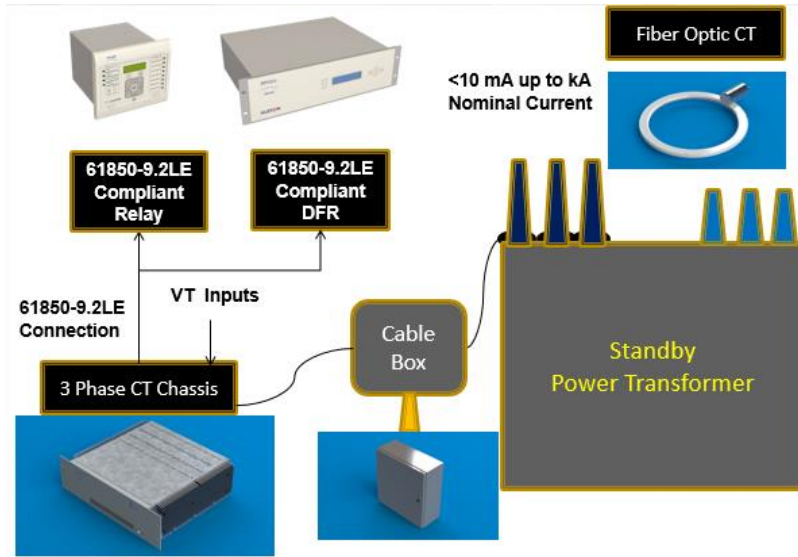 Fiber Optic CT
<10 mA up to kA
Nominal Current
61850-9.2LE
Compliant
Relay
61850-9.2LE
Compliant
DFR
61850-9.2LE
Connection
VT Inputs
Cable
Box
3 Phase CT Chassis
Standby
Power Transformer